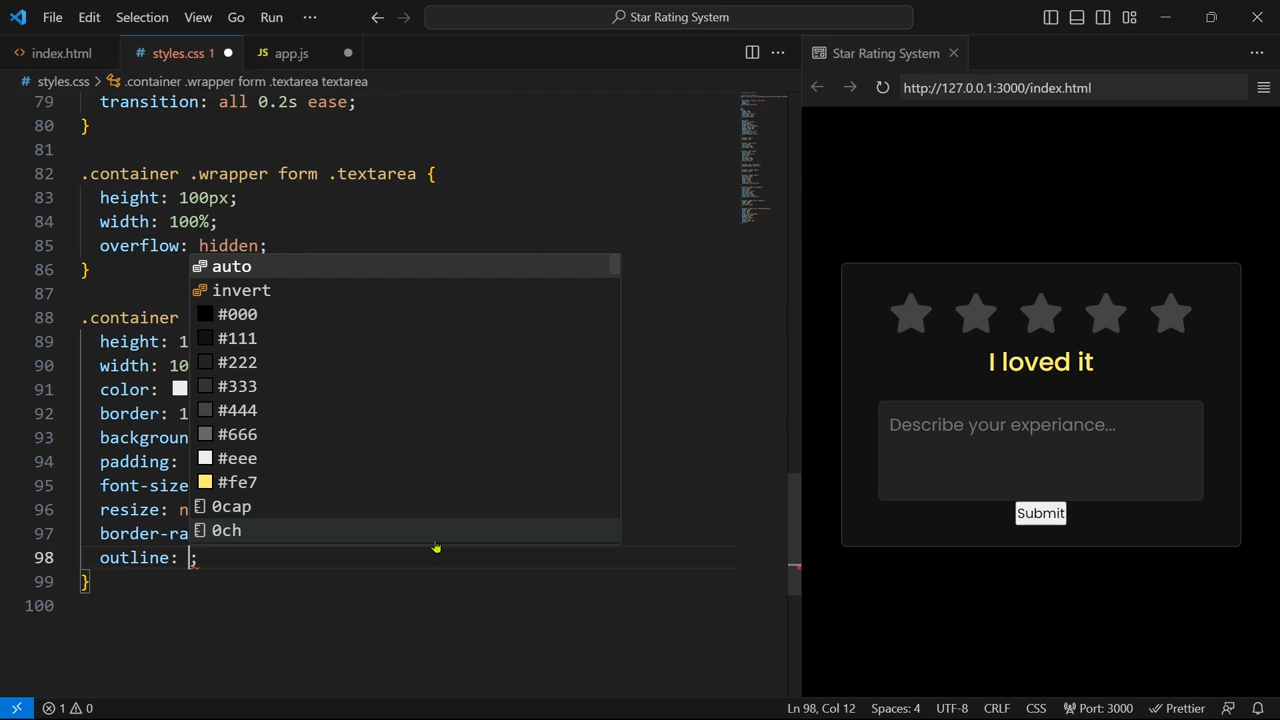 File Edit Selection View Go Run ··· Star Rating System
index.html # styles.css 1 JS app.js
Star Rating System
# styles.css > .container .wrapper form .textarea textarea
http://127.0.0.1:3000/index.html
79 transition: all 0.2s ease;
80 }
81
82 .container .wrapper form .textarea {
83 height: 100px;
84 width: 100%;
85 overflow: hidden;
86 }
87
88 .container
89 height: 1
90 width: 10
91 color:
92 border: 1
93 backgroun
94 padding:
95 font-size
96 resize: n
97 border-ra
98 outline: ;
99 }
100
auto
invert
#000
#111
#222
#333
#444
#666
#eee
#fe7
0cap
0ch
I loved it
Describe your experiance...
Submit
1 0 Ln 98, Col 12 Spaces: 4 UTF-8 CRLF CSS Port: 3000 Prettier